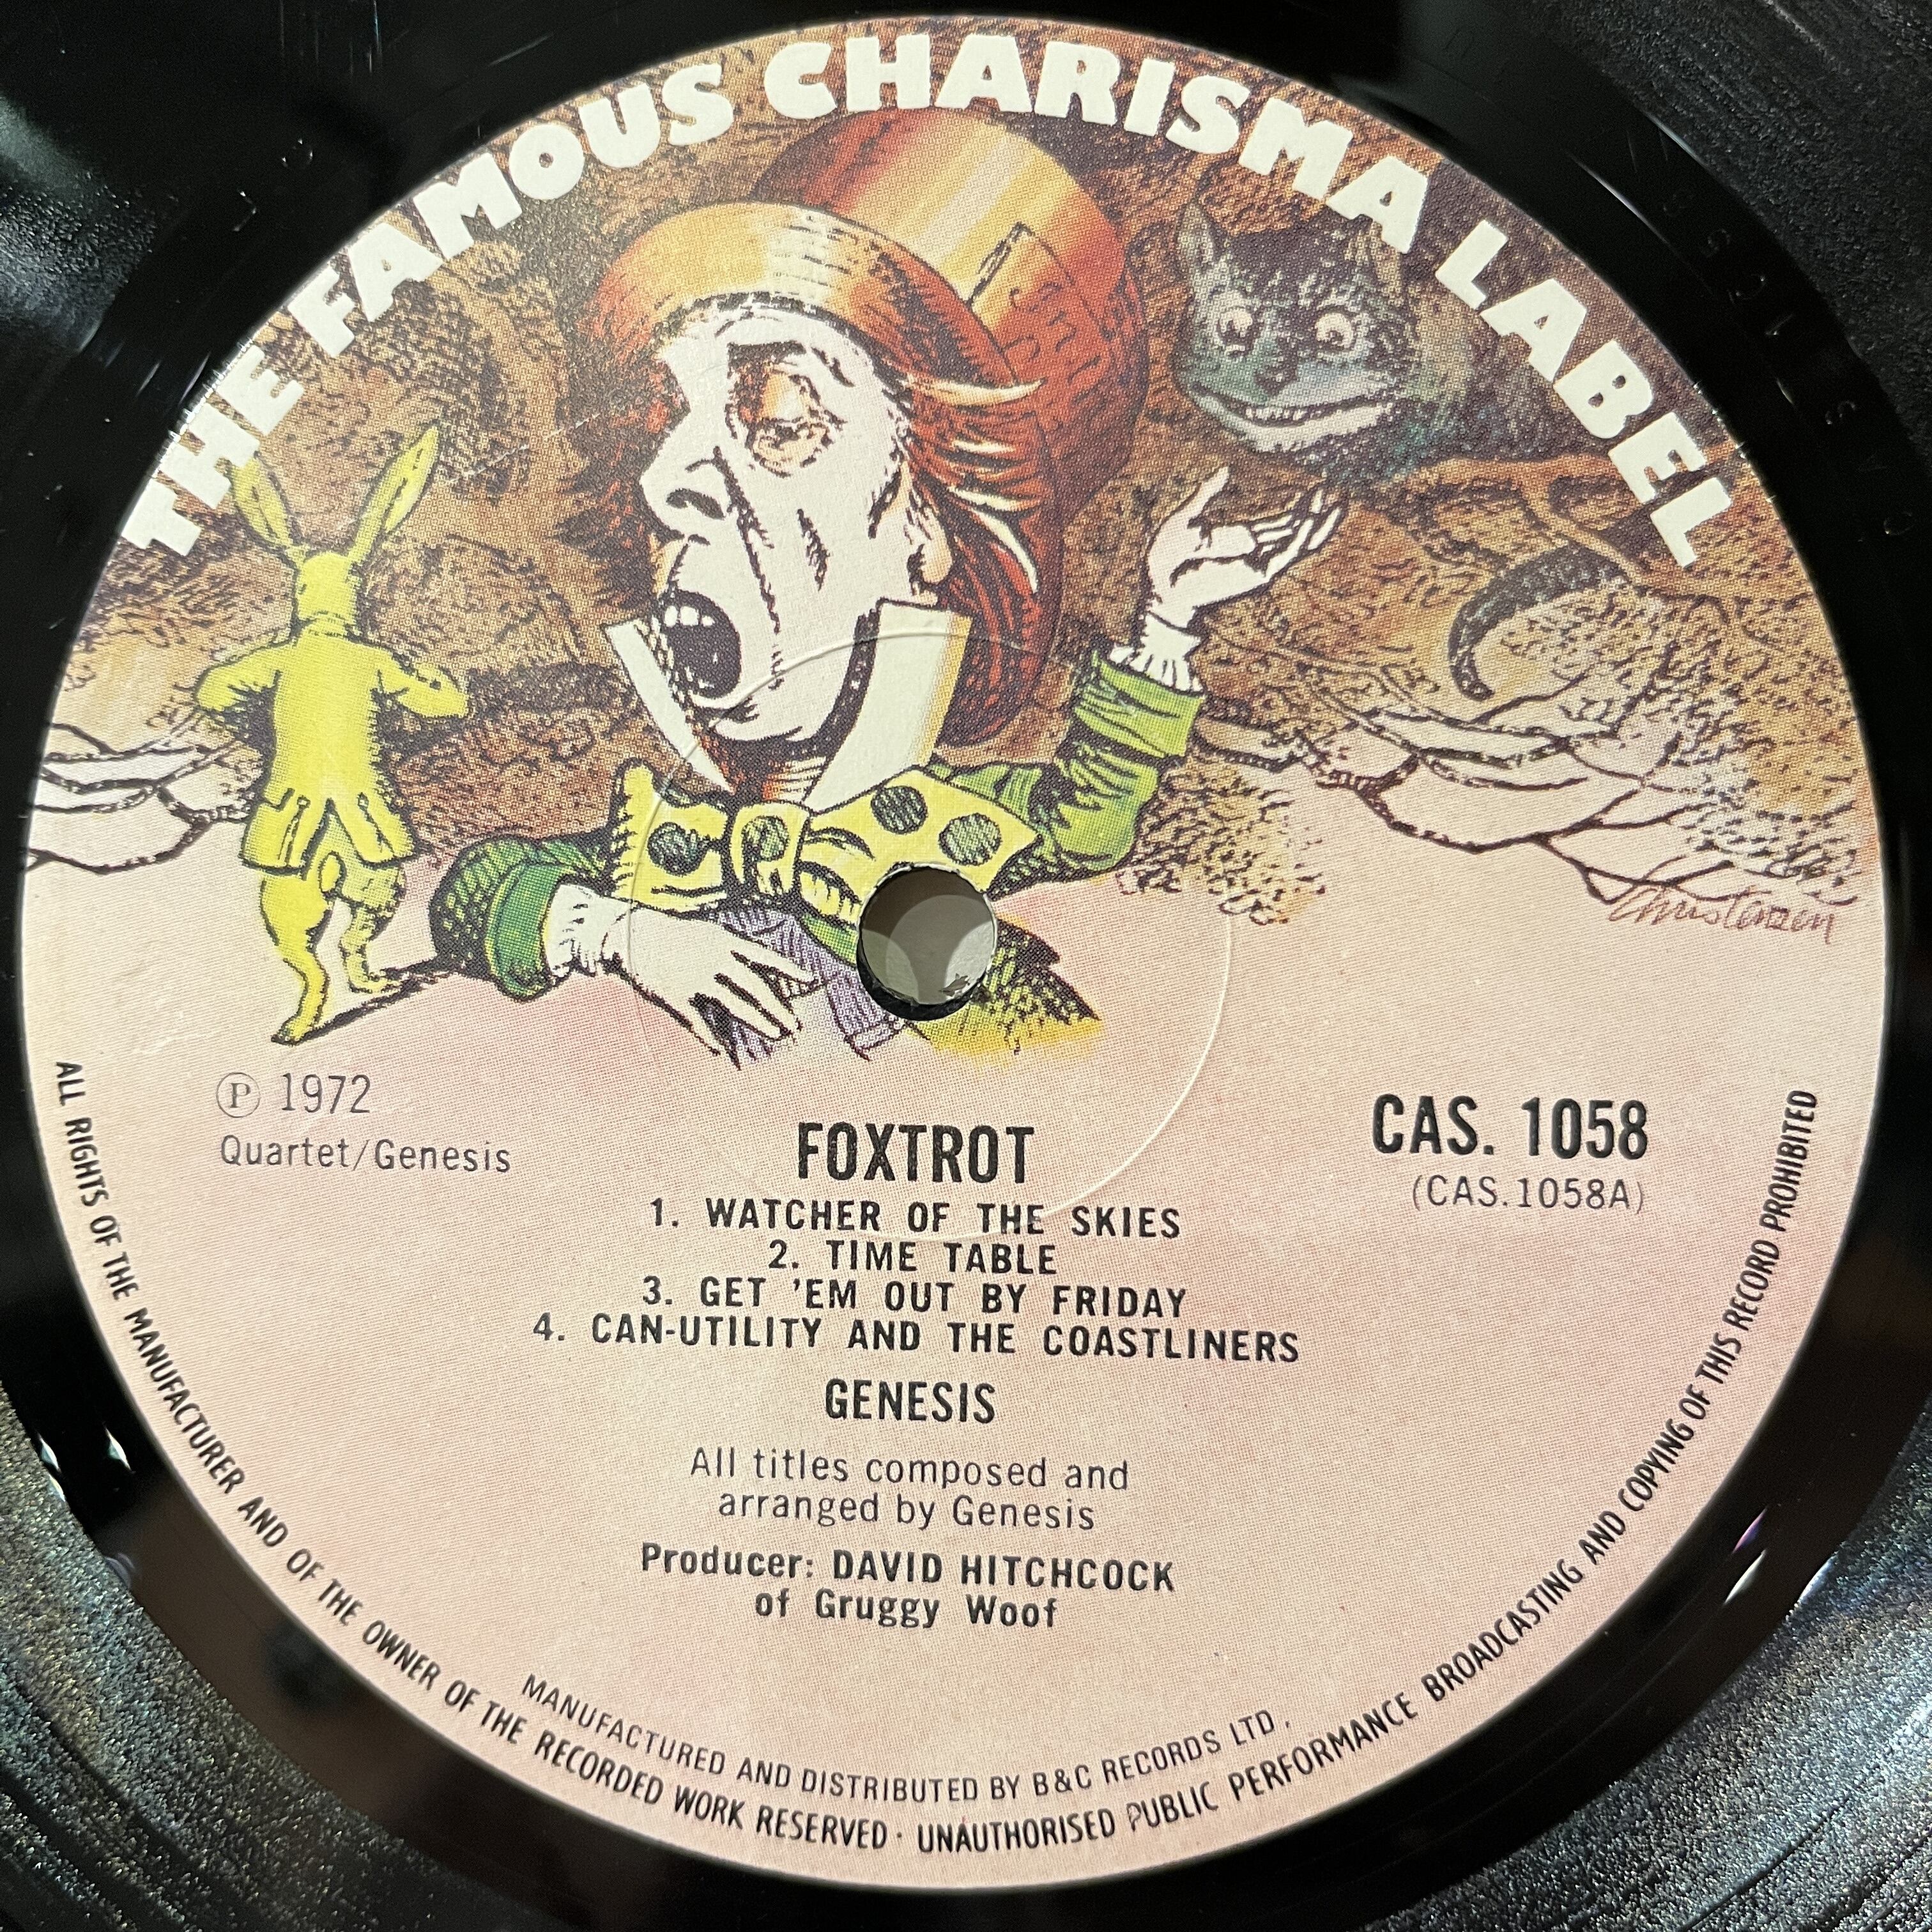 THE FAMOUS CHARISMA LABEL
Christenzen
℗ 1972
Quartet/Genesis
CAS. 1058
(CAS.1058A)
FOXTROT
1. WATCHER OF THE SKIES
2. TIME TABLE
3. GET 'EM OUT BY FRIDAY
4. CAN-UTILITY AND THE COASTLINERS
GENESIS
All titles composed and
arranged by Genesis
Producer: DAVID HITCHCOCK
of Gruggy Woof
MANUFACTURED AND DISTRIBUTED BY B&C RECORDS LTD.
ALL RIGHTS OF THE MANUFACTURER AND OF THE OWNER OF THE RECORDED WORK RESERVED · UNAUTHORISED PUBLIC PERFORMANCE BROADCASTING AND COPYING OF THIS RECORD PROHIBITED